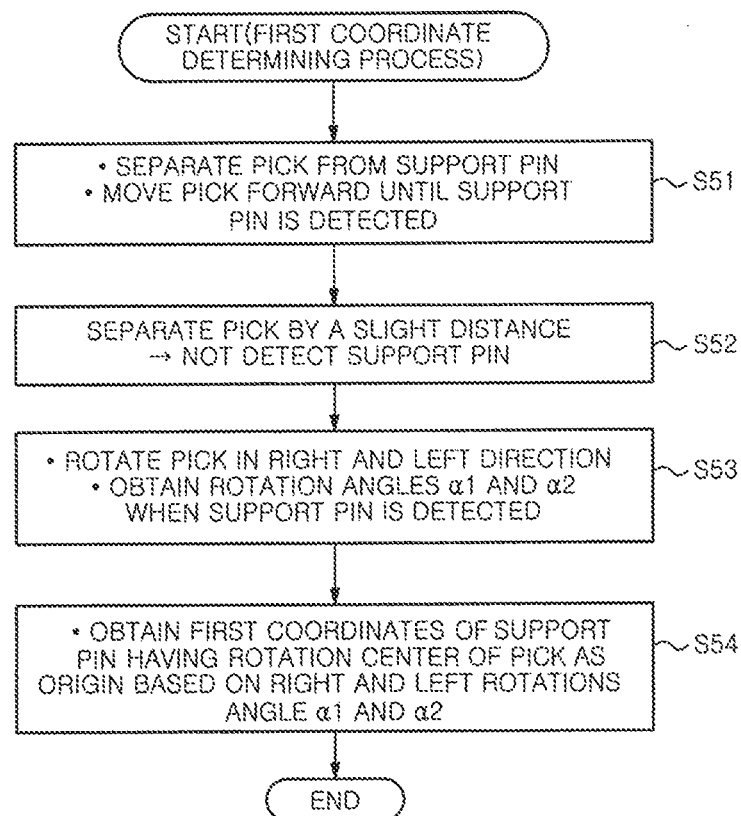 START(FIRST COORDINATE
DETERMINING PROCESS)
• SEPARATE PICK FROM SUPPORT PIN
• MOVE PICK FORWARD UNTIL SUPPORT
PIN IS DETECTED
S51
SEPARATE PICK BY A SLIGHT DISTANCE
→ NOT DETECT SUPPORT PIN
S52
• ROTATE PICK IN RIGHT AND LEFT DIRECTION
• OBTAIN ROTATION ANGLES α1 AND α2
WHEN SUPPORT PIN IS DETECTED
S53
• OBTAIN FIRST COORDINATES OF SUPPORT
PIN HAVING ROTATION CENTER OF PICK AS
ORIGIN BASED ON RIGHT AND LEFT ROTATIONS
ANGLE α1 AND α2
S54
END